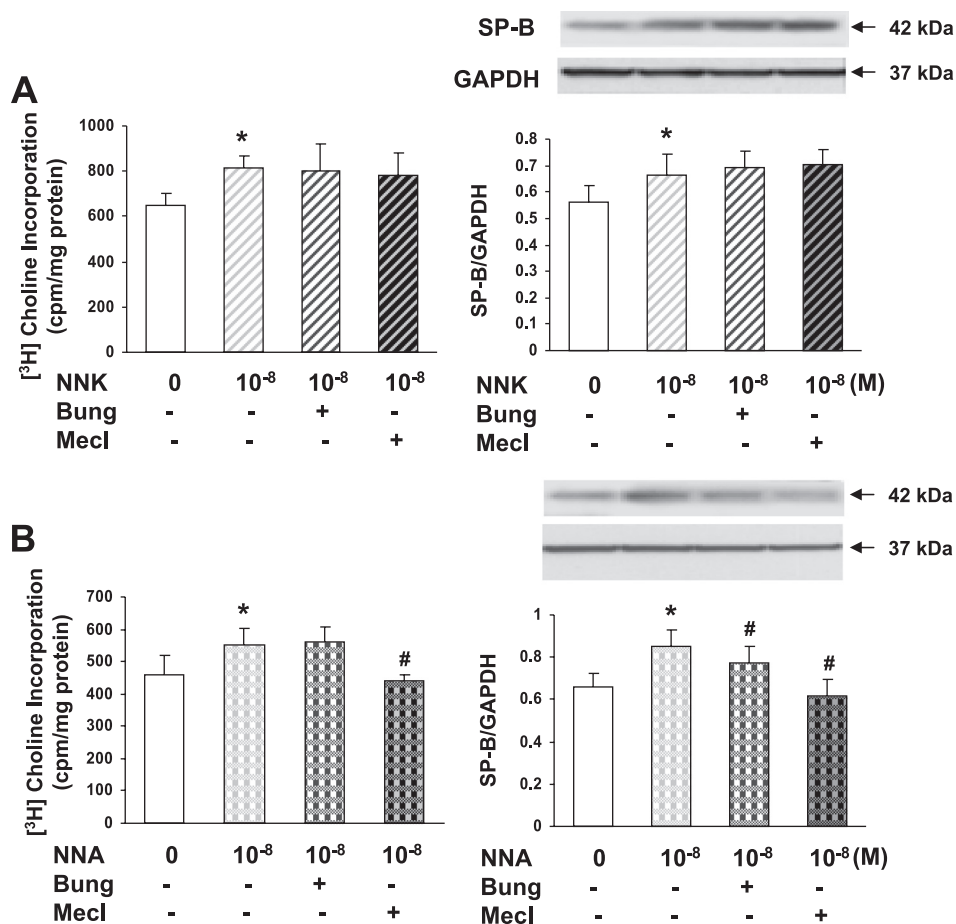 SP-B ← 42 kDa
GAPDH ← 37 kDa
A
[³H] Choline Incorporation
(cpm/mg protein)
1000
800
600
400
200
0
*
NNK 0 10⁻⁸ 10⁻⁸ 10⁻⁸
Bung - - + -
Mecl - - - +
SP-B/GAPDH
0.8
0.7
0.6
0.5
0.4
0.3
0.2
0.1
0
*
NNK 0 10⁻⁸ 10⁻⁸ 10⁻⁸ (M)
Bung - - + -
Mecl - - - +
← 42 kDa
← 37 kDa
B
[³H] Choline Incorporation
(cpm/mg protein)
700
600
500
400
300
200
100
0
* #
NNA 0 10⁻⁸ 10⁻⁸ 10⁻⁸
Bung - - + -
Mecl - - - +
SP-B/GAPDH
1
0.8
0.6
0.4
0.2
0
* # #
NNA 0 10⁻⁸ 10⁻⁸ 10⁻⁸ (M)
Bung - - + -
Mecl - - - +